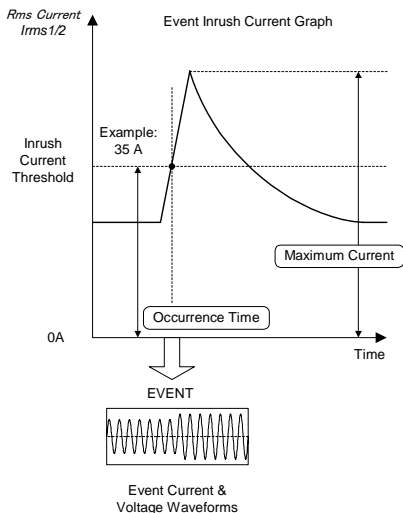 Rms Current
Irms1/2
Event Inrush Current Graph
Example:
35 A
Inrush
Current
Threshold
Maximum Current
Occurrence Time
0A
Time
EVENT
Event Current &
Voltage Waveforms